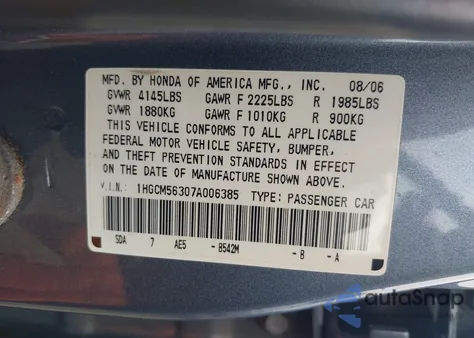 MFD. BY HONDA OF AMERICA MFG., INC. 08/06
GVWR 4145LBS GAWR F 2225LBS R 1985LBS
GVWR 1880KG GAWR F 1010KG R 900KG
THIS VEHICLE CONFORMS TO ALL APPLICABLE
FEDERAL MOTOR VEHICLE SAFETY, BUMPER,
AND THEFT PREVENTION STANDARDS IN EFFECT
ON THE DATE OF MANUFACTURE SHOWN ABOVE.
V.I.N: 1HGCM56307A006385 TYPE: PASSENGER CAR
SDA 7 AE5 - B542M - B - A
autoSnap